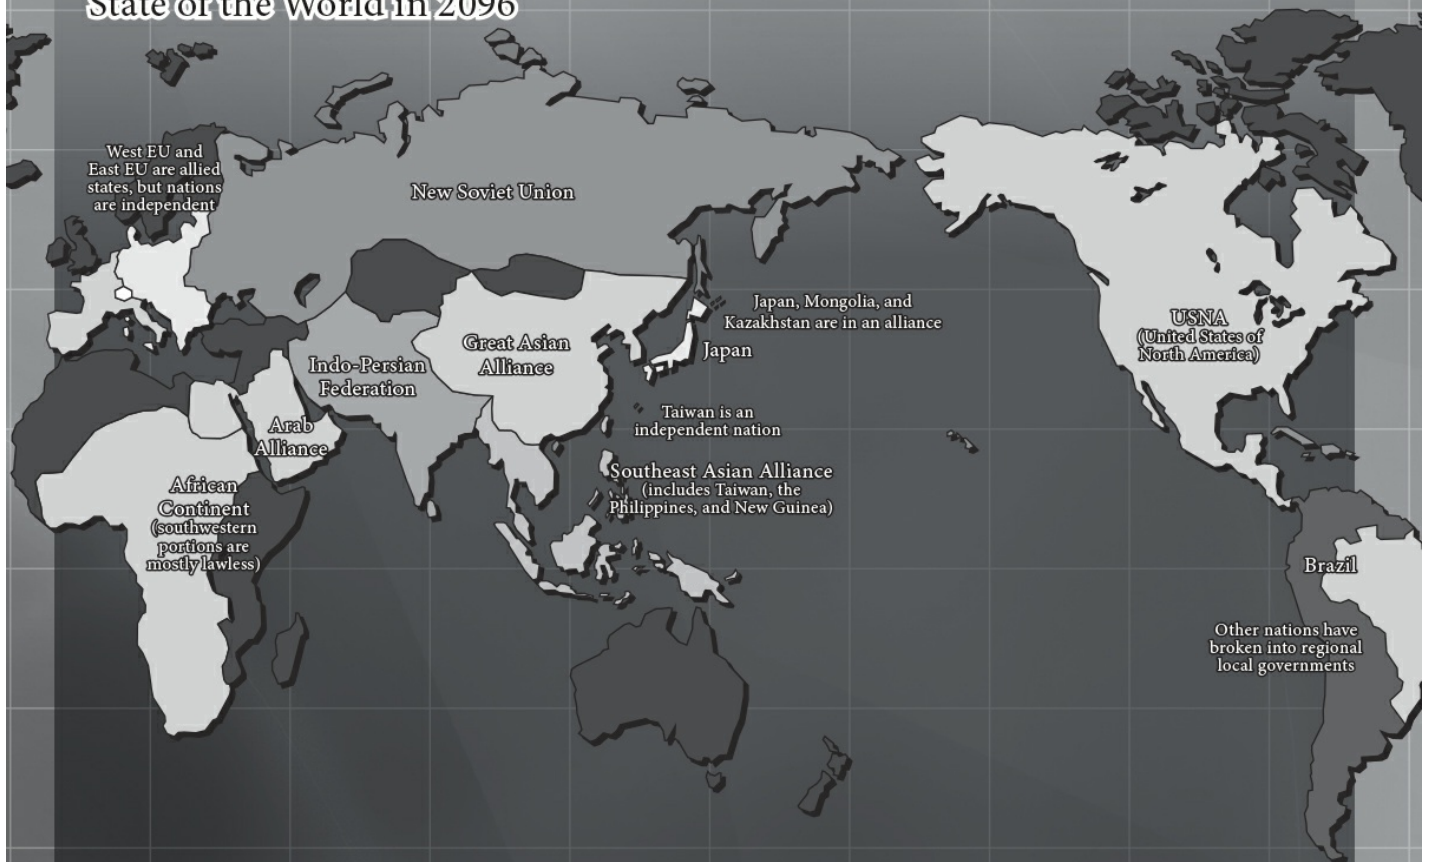 State of the World in 2096
West EU and
East EU are allied
states, but nations
are independent
New Soviet Union
Japan, Mongolia, and
Kazakhstan are in an alliance
USNA
(United States of
North America)
Great Asian
Alliance
Japan
Indo-Persian
Federation
Taiwan is an
independent nation
Arab
Alliance
Southeast Asian Alliance
(includes Taiwan, the
Philippines, and New Guinea)
African
Continent
(southwestern
portions are
mostly lawless)
Brazil
Other nations have
broken into regional
local governments